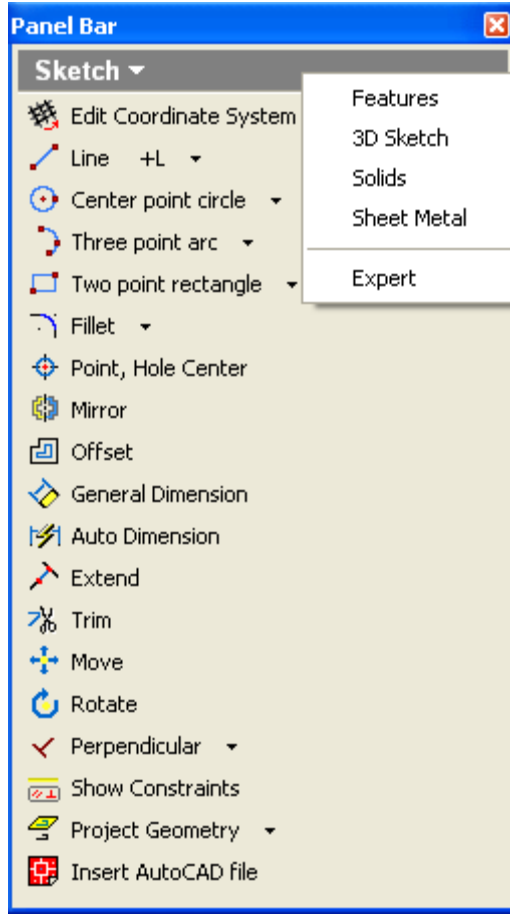 Panel Bar
Sketch
Features
3D Sketch
Solids
Sheet Metal
Expert
Edit Coordinate System
Line +L
Center point circle
Three point arc
Two point rectangle
Fillet
Point, Hole Center
Mirror
Offset
General Dimension
Auto Dimension
Extend
Trim
Move
Rotate
Perpendicular
Show Constraints
Project Geometry
Insert AutoCAD file